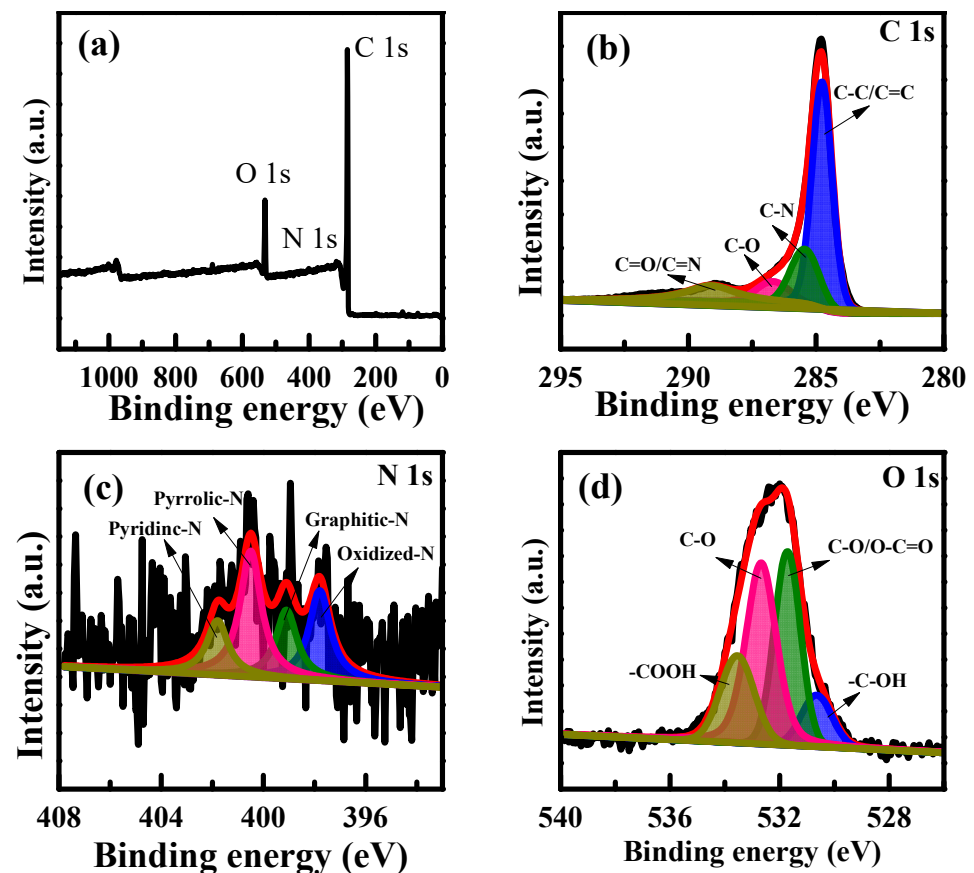 (a)
C 1s
O 1s
N 1s
Intensity (a.u.)
1000 800 600 400 200 0
Binding energy (eV)
(b)
C 1s
C-C/C=C
C-N
C-O
C=O/C=N
Intensity (a.u.)
295 290 285 280
Binding energy (eV)
(c)
N 1s
Pyrrolic-N
Pyridinc-N
Graphitic-N
Oxidized-N
Intensity (a.u.)
408 404 400 396
Binding energy (eV)
(d)
O 1s
C-O
C-O/O-C=O
-COOH
-C-OH
Intensity (a.u.)
540 536 532 528
Binding energy (eV)